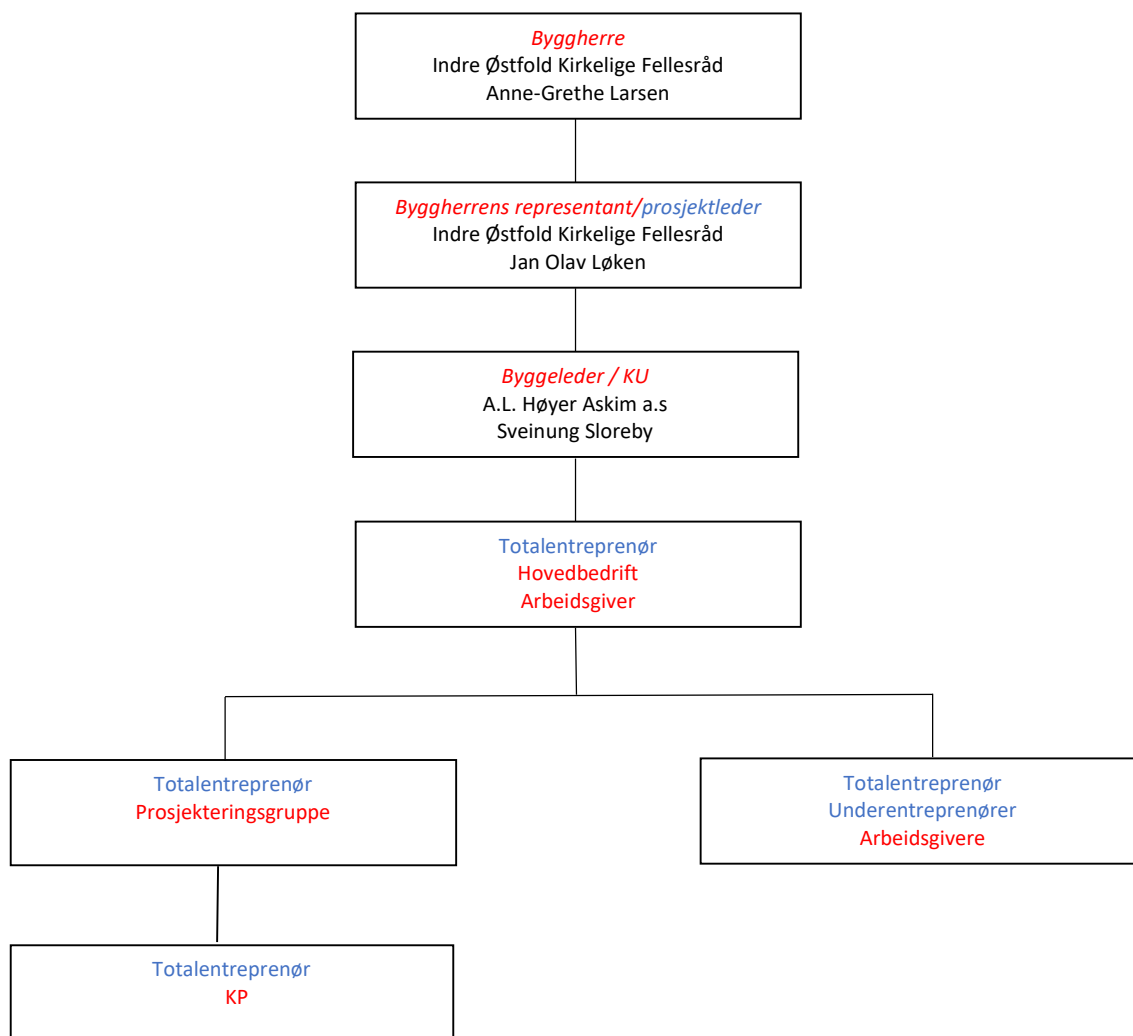 Byggherre
Indre Østfold Kirkelige Fellesråd
Anne-Grethe Larsen
Byggherrens representant/prosjektleder
Indre Østfold Kirkelige Fellesråd
Jan Olav Løken
Byggeleder / KU
A.L. Høyer Askim a.s
Sveinung Sloreby
Totalentreprenør
Hovedbedrift
Arbeidsgiver
Totalentreprenør
Prosjekteringsgruppe
Totalentreprenør
Underentreprenører
Arbeidsgivere
Totalentreprenør
KP